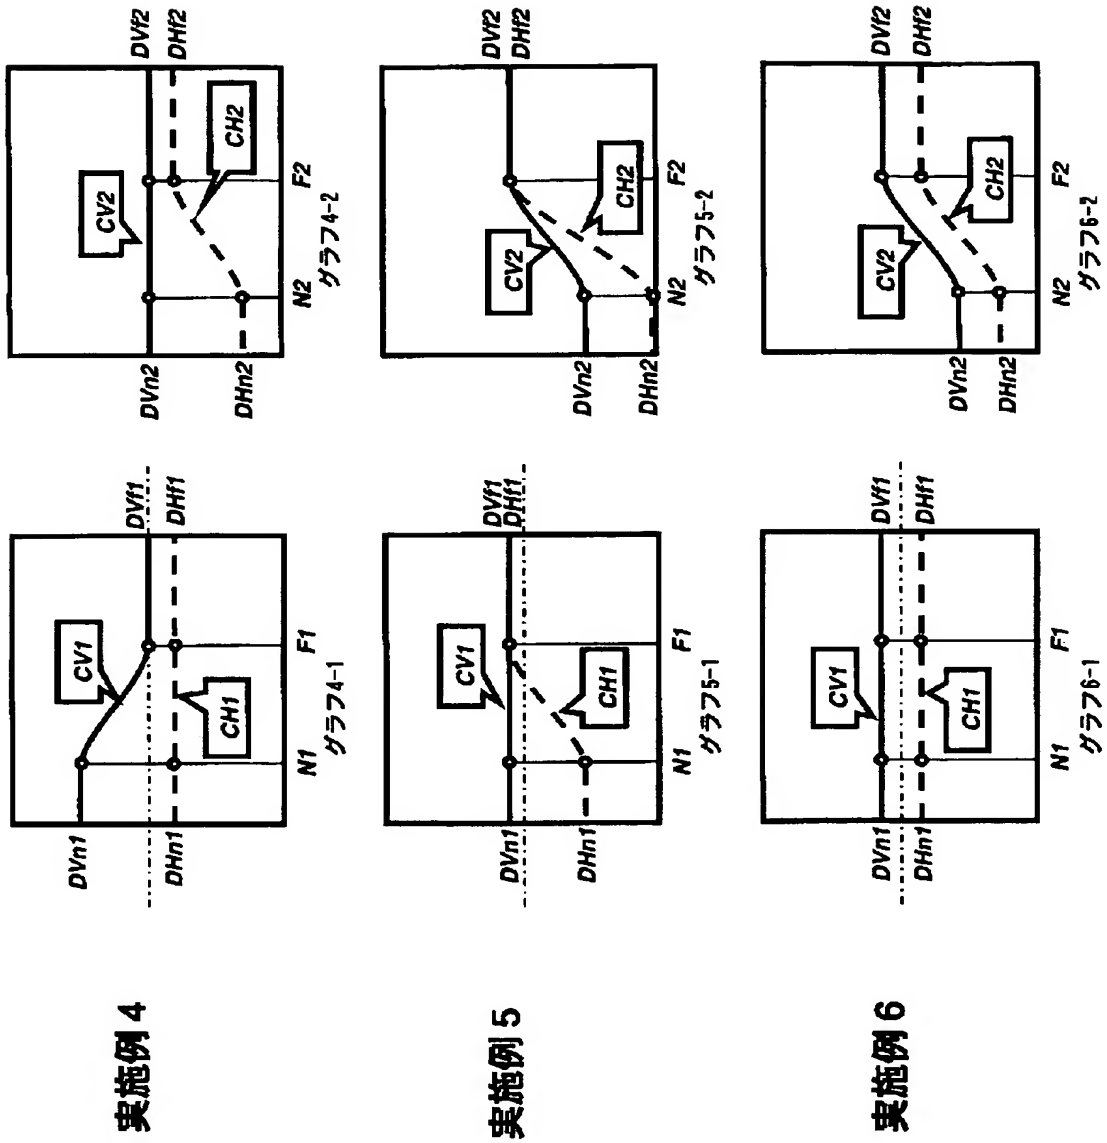 実施例4
DVn1
DHn1
CV1
CH1
DVf1
DHf1
N1
F1
グラフ4-1
DVn2
DHn2
CV2
CH2
DVf2
DHf2
N2
F2
グラフ4-2
実施例5
DVn1
DHn1
CV1
CH1
DVf1
DHf1
N1
F1
グラフ5-1
DVn2
DHn2
CV2
CH2
DVf2
DHf2
N2
F2
グラフ5-2
実施例6
DVn1
DHn1
CV1
CH1
DVf1
DHf1
N1
F1
グラフ6-1
DVn2
DHn2
CV2
CH2
DVf2
DHf2
N2
F2
グラフ6-2